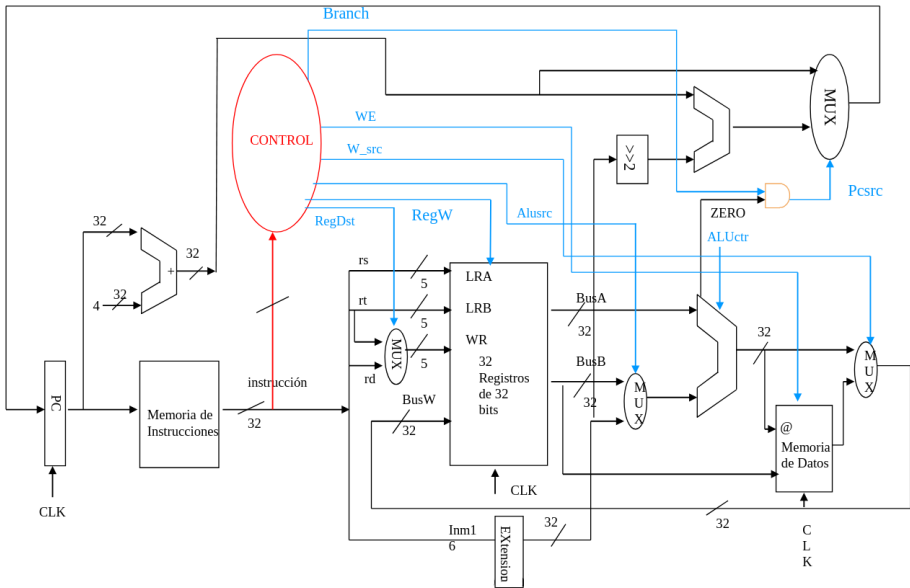 Branch
WE
W_src
CONTROL
MUX
>>2
Pcsrc
RegDst
RegW
Alusrc
ZERO
ALUctr
32
32
+
4
32
rs
5
LRA
rt
5
LRB
BusA
32
MUX
5
WR
rd
32
Registros
de 32
bits
BusB
32
M
U
X
32
M
U
X
PC
Memoria de
Instrucciones
instrucción
32
BusW
32
@
Memoria
de Datos
CLK
CLK
32
C
L
K
Inm1
6
EXtension
32